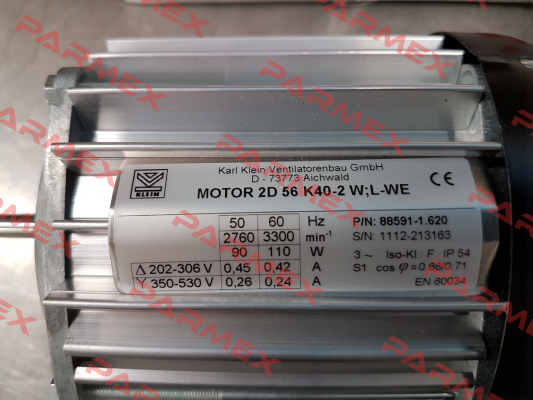 Karl Klein Ventilatorenbau GmbH
D - 73773 Aichwald
KLEIN
MOTOR 2D 56 K40-2 W;L-WE
CE
50 60 Hz P/N: 88591-1.620
2760 3300 min⁻¹ S/N: 1112-213163
90 110 W 3 ~ Iso-Kl : F IP 54
Δ 202-306 V 0,45 0,42 A S1 cos φ = 0.68/0.71
Y 350-530 V 0,26 0,24 A EN 60034
PARMEX
PARMEX
PARMEX
PARMEX
PARMEX
PARMEX